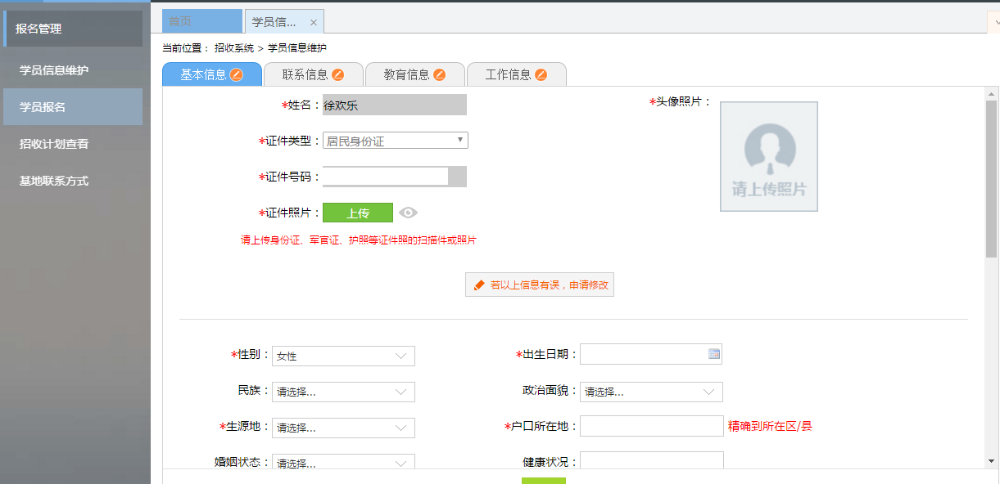 报名管理
学员信息维护
学员报名
招收计划查看
基地联系方式
首页
学员信... ×
当前位置： 招收系统 > 学员信息维护
基本信息
联系信息
教育信息
工作信息
*姓名： 徐欢乐
*头像照片：
请上传照片
*证件类型： 居民身份证
*证件号码：
*证件照片： 上传
请上传身份证、军官证、护照等证件照的扫描件或照片
若以上信息有误，申请修改
*性别： 女性
*出生日期：
民族： 请选择...
政治面貌： 请选择...
*生源地： 请选择...
*户口所在地： 精确到所在区/县
婚姻状态： 请选择...
健康状况：